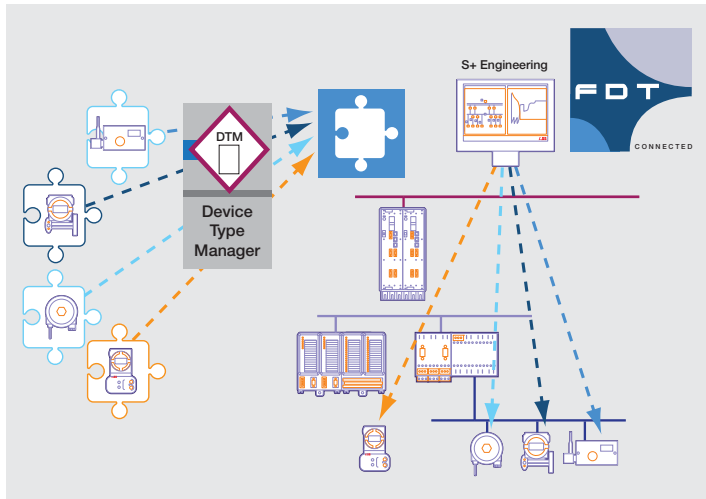 S+ Engineering
FDT
CONNECTED
DTM
Device
Type
Manager